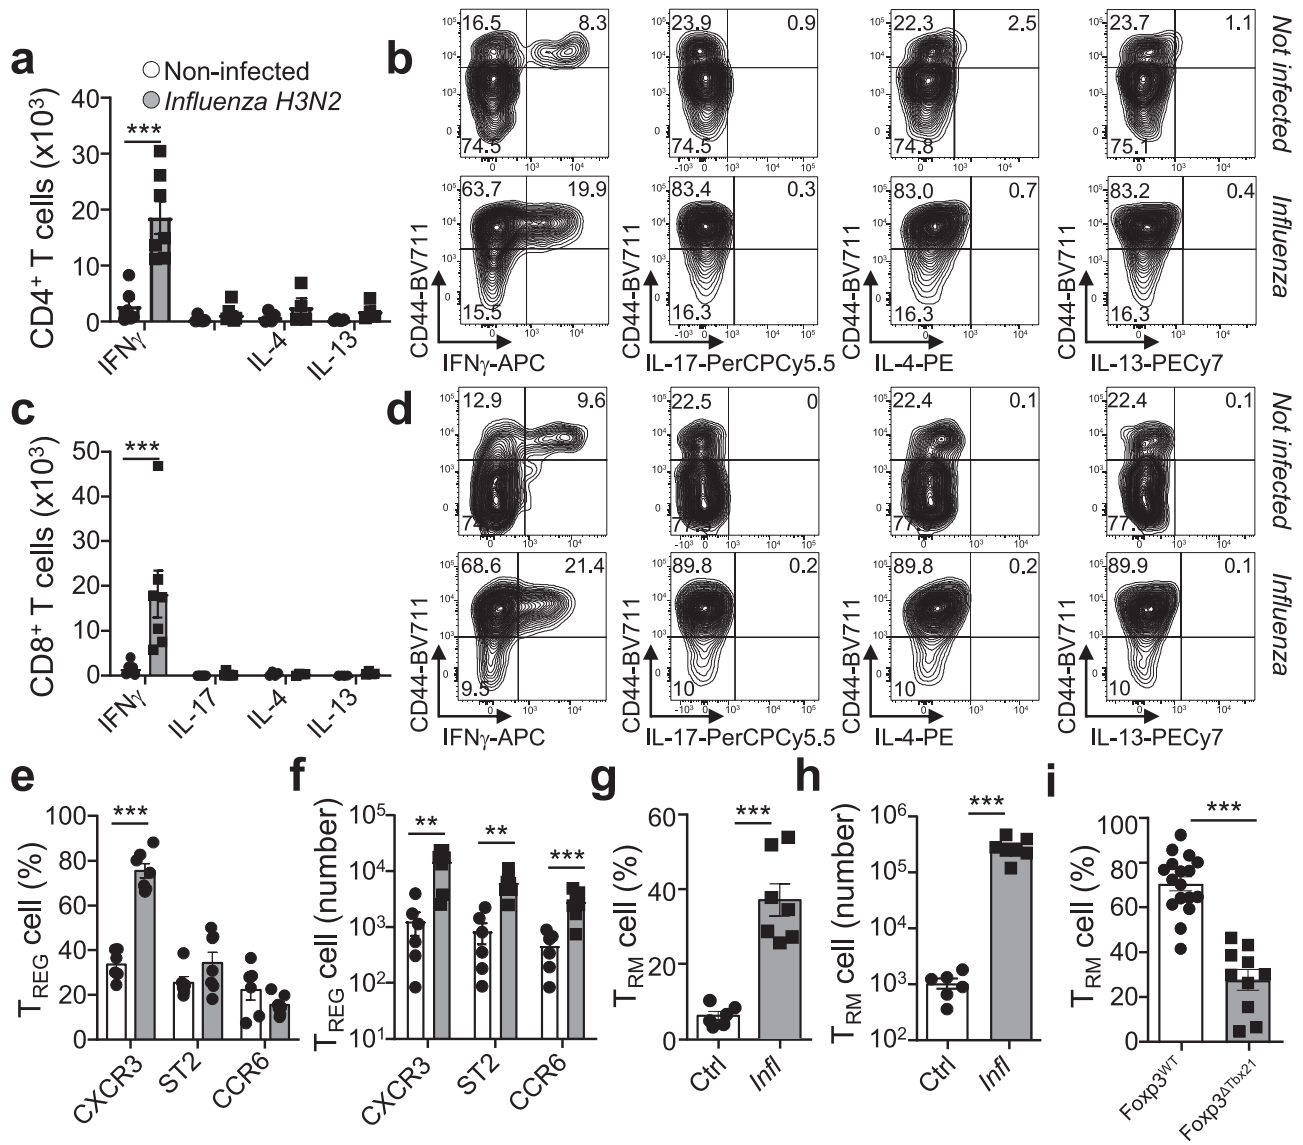 a
Non-infected
Influenza H3N2
CD4+ T cells (x10³)
40
30
20
10
0
***
IFNγ
IL-4
IL-13
b
16.5 8.3
74.5
23.9 0.9
74.5
22.3 2.5
74.8
23.7 1.1
75.1
Not infected
63.7 19.9
15.5
83.4 0.3
16.3
83.0 0.7
16.3
83.2 0.4
16.3
Influenza
CD44-BV711
CD44-BV711
CD44-BV711
CD44-BV711
IFNγ-APC
IL-17-PerCPCy5.5
IL-4-PE
IL-13-PECy7
c
CD8+ T cells (x10³)
50
40
30
20
10
0
***
IFNγ
IL-17
IL-4
IL-13
d
12.9 9.6
22.5 0
22.4 0.1
22.4 0.1
Not infected
68.6 21.4
9.5
89.8 0.2
10
89.8 0.2
10
89.9 0.1
10
Influenza
CD44-BV711
CD44-BV711
CD44-BV711
CD44-BV711
IFNγ-APC
IL-17-PerCPCy5.5
IL-4-PE
IL-13-PECy7
e
TREG cell (%)
100
80
60
40
20
0
***
CXCR3
ST2
CCR6
f
TREG cell (number)
10⁵
10⁴
10³
10²
10¹
**
**
***
CXCR3
ST2
CCR6
g
TRM cell (%)
60
40
20
0
***
Ctrl
Infl
h
TRM cell (number)
10⁶
10⁵
10⁴
10³
10²
***
Ctrl
Infl
i
TRM cell (%)
100
80
60
40
20
0
***
Foxp3WT
Foxp3ΔTbx21